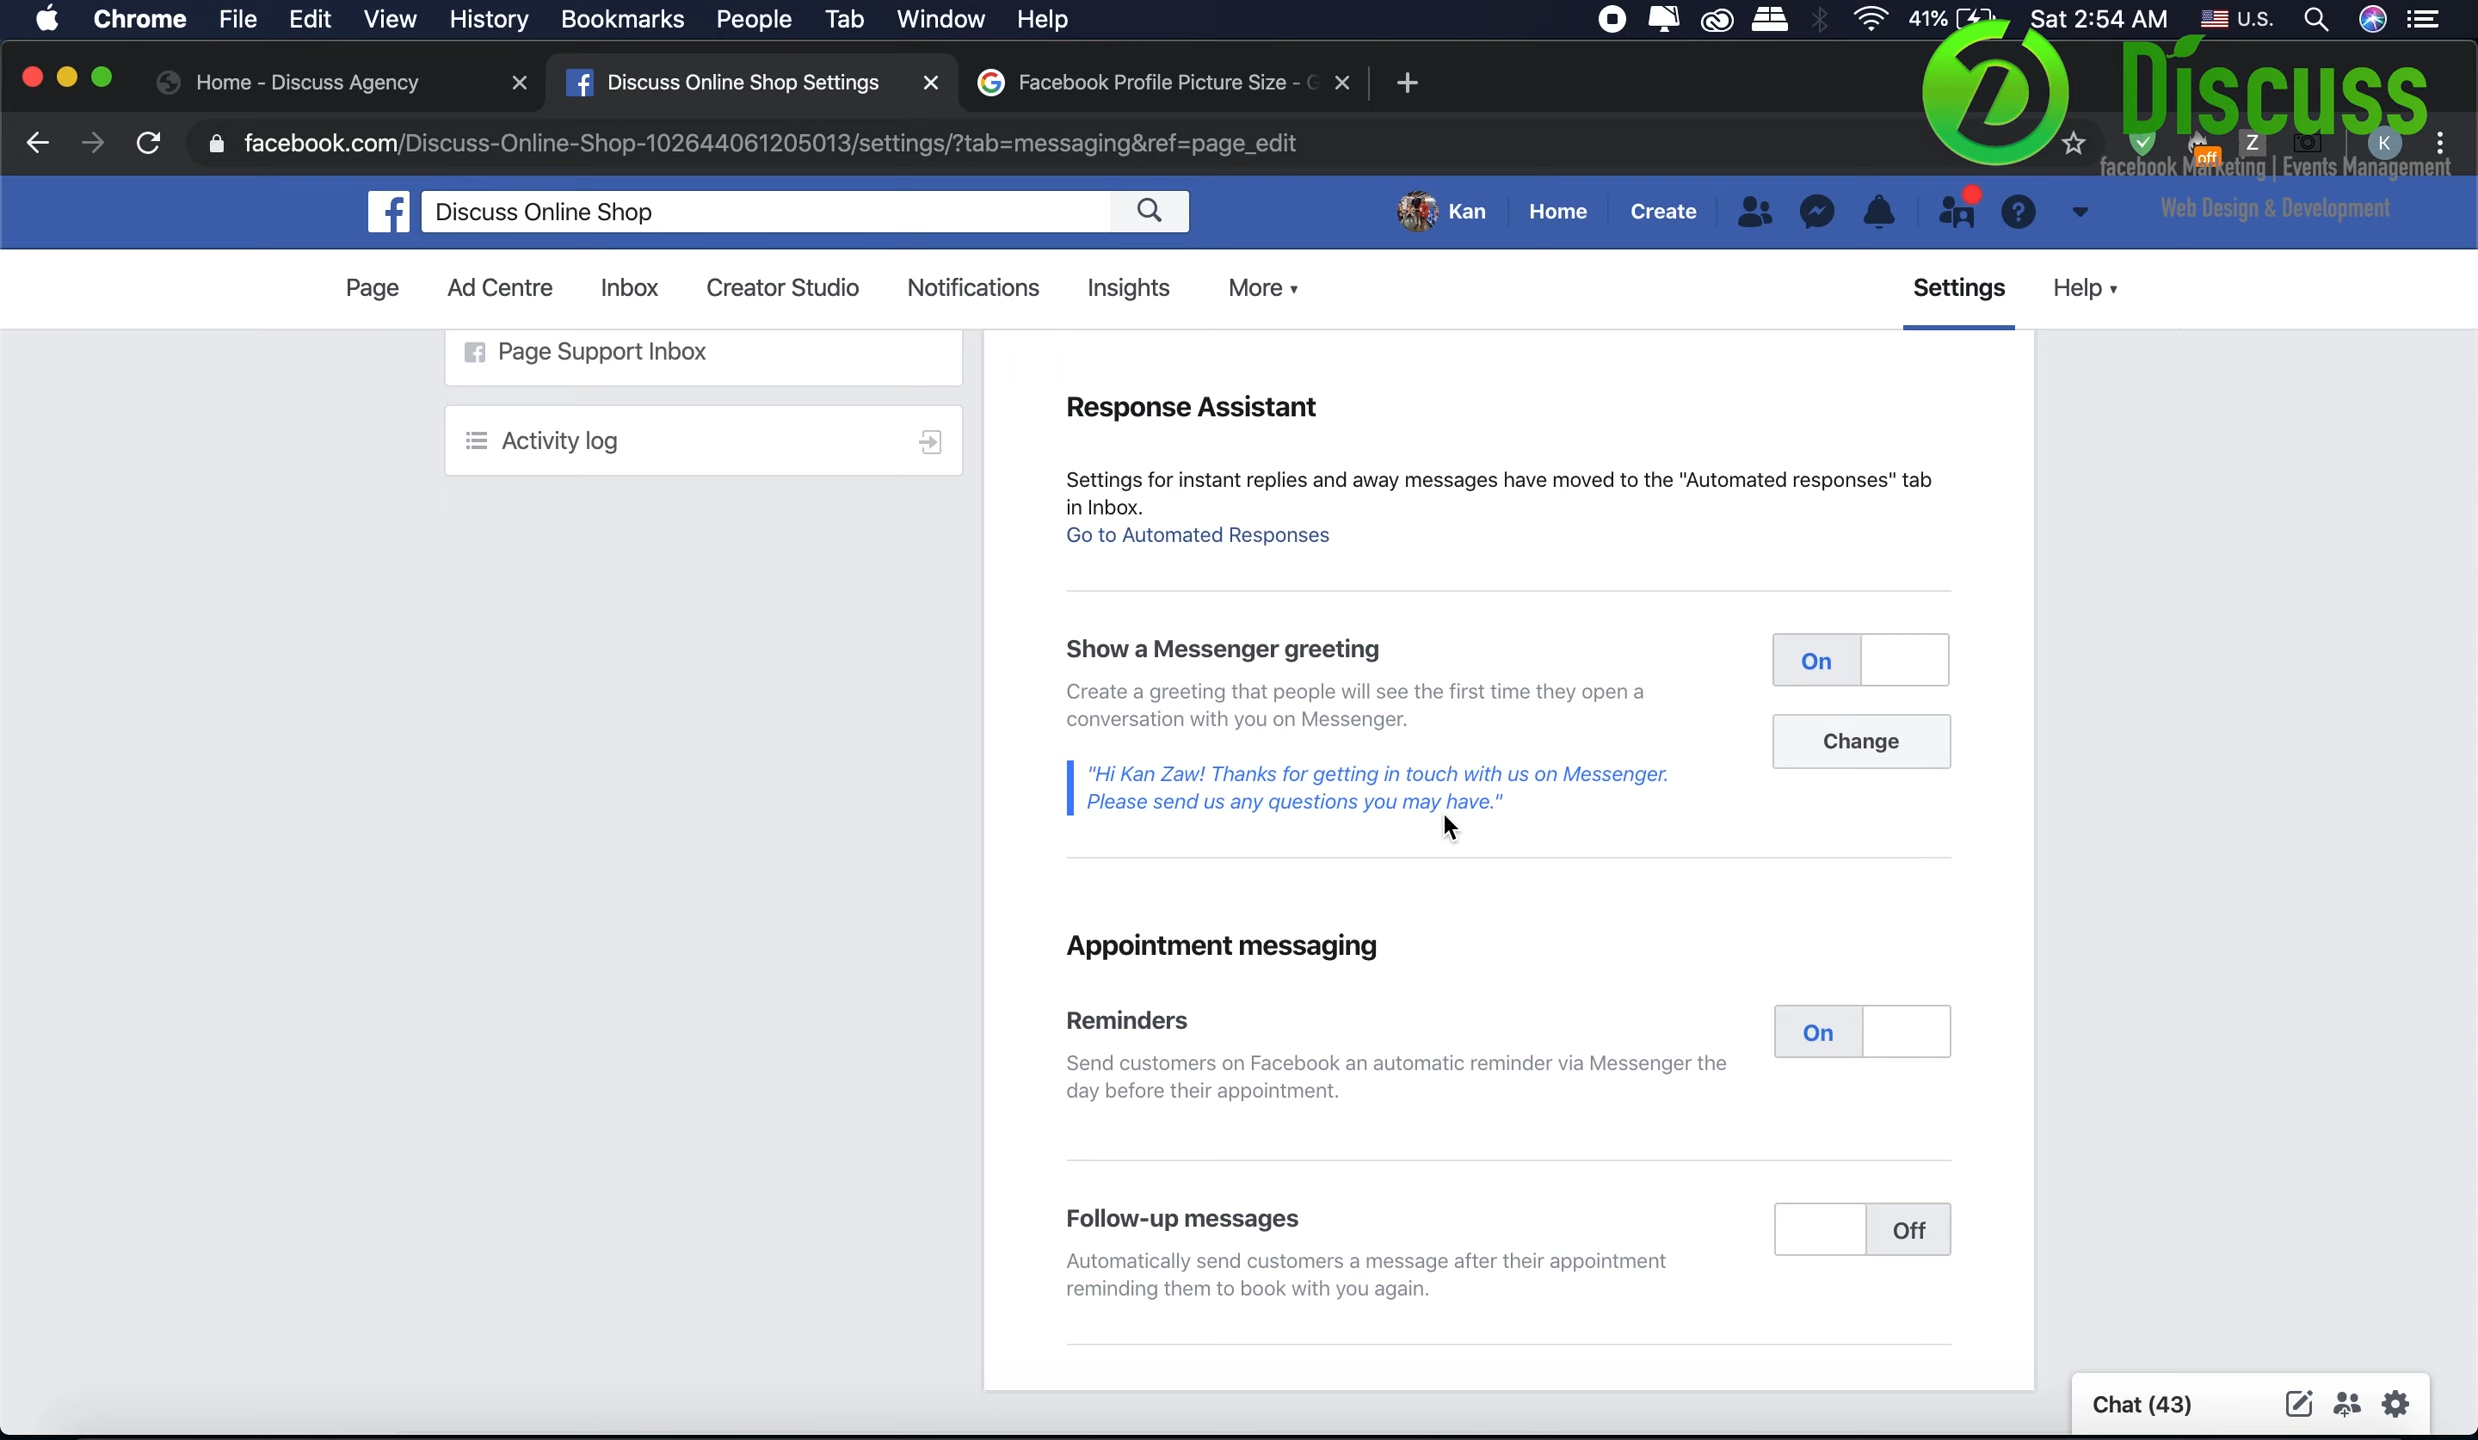 Chrome File Edit View History Bookmarks People Tab Window Help 41% Sat 2:54 AM U.S.
Home - Discuss Agency Discuss Online Shop Settings Facebook Profile Picture Size - G
Discuss
facebook.com/Discuss-Online-Shop-102644061205013/settings/?tab=messaging&ref=page_edit off Z K
facebook Marketing | Events Management
Web Design & Development
Discuss Online Shop Kan Home Create
Page Ad Centre Inbox Creator Studio Notifications Insights More Settings Help
Page Support Inbox
Activity log
Response Assistant
Settings for instant replies and away messages have moved to the "Automated responses" tab
in Inbox.
Go to Automated Responses
Show a Messenger greeting On
Create a greeting that people will see the first time they open a
conversation with you on Messenger.
Change
"Hi Kan Zaw! Thanks for getting in touch with us on Messenger.
Please send us any questions you may have."
Appointment messaging
Reminders On
Send customers on Facebook an automatic reminder via Messenger the
day before their appointment.
Follow-up messages Off
Automatically send customers a message after their appointment
reminding them to book with you again.
Chat (43)